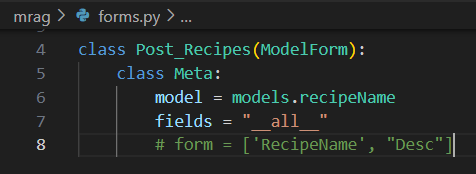 mrag > forms.py > ...
4 class Post_Recipes(ModelForm):
5 class Meta:
6 model = models.recipeName
7 fields = "__all__"
8 # form = ['RecipeName', "Desc"]